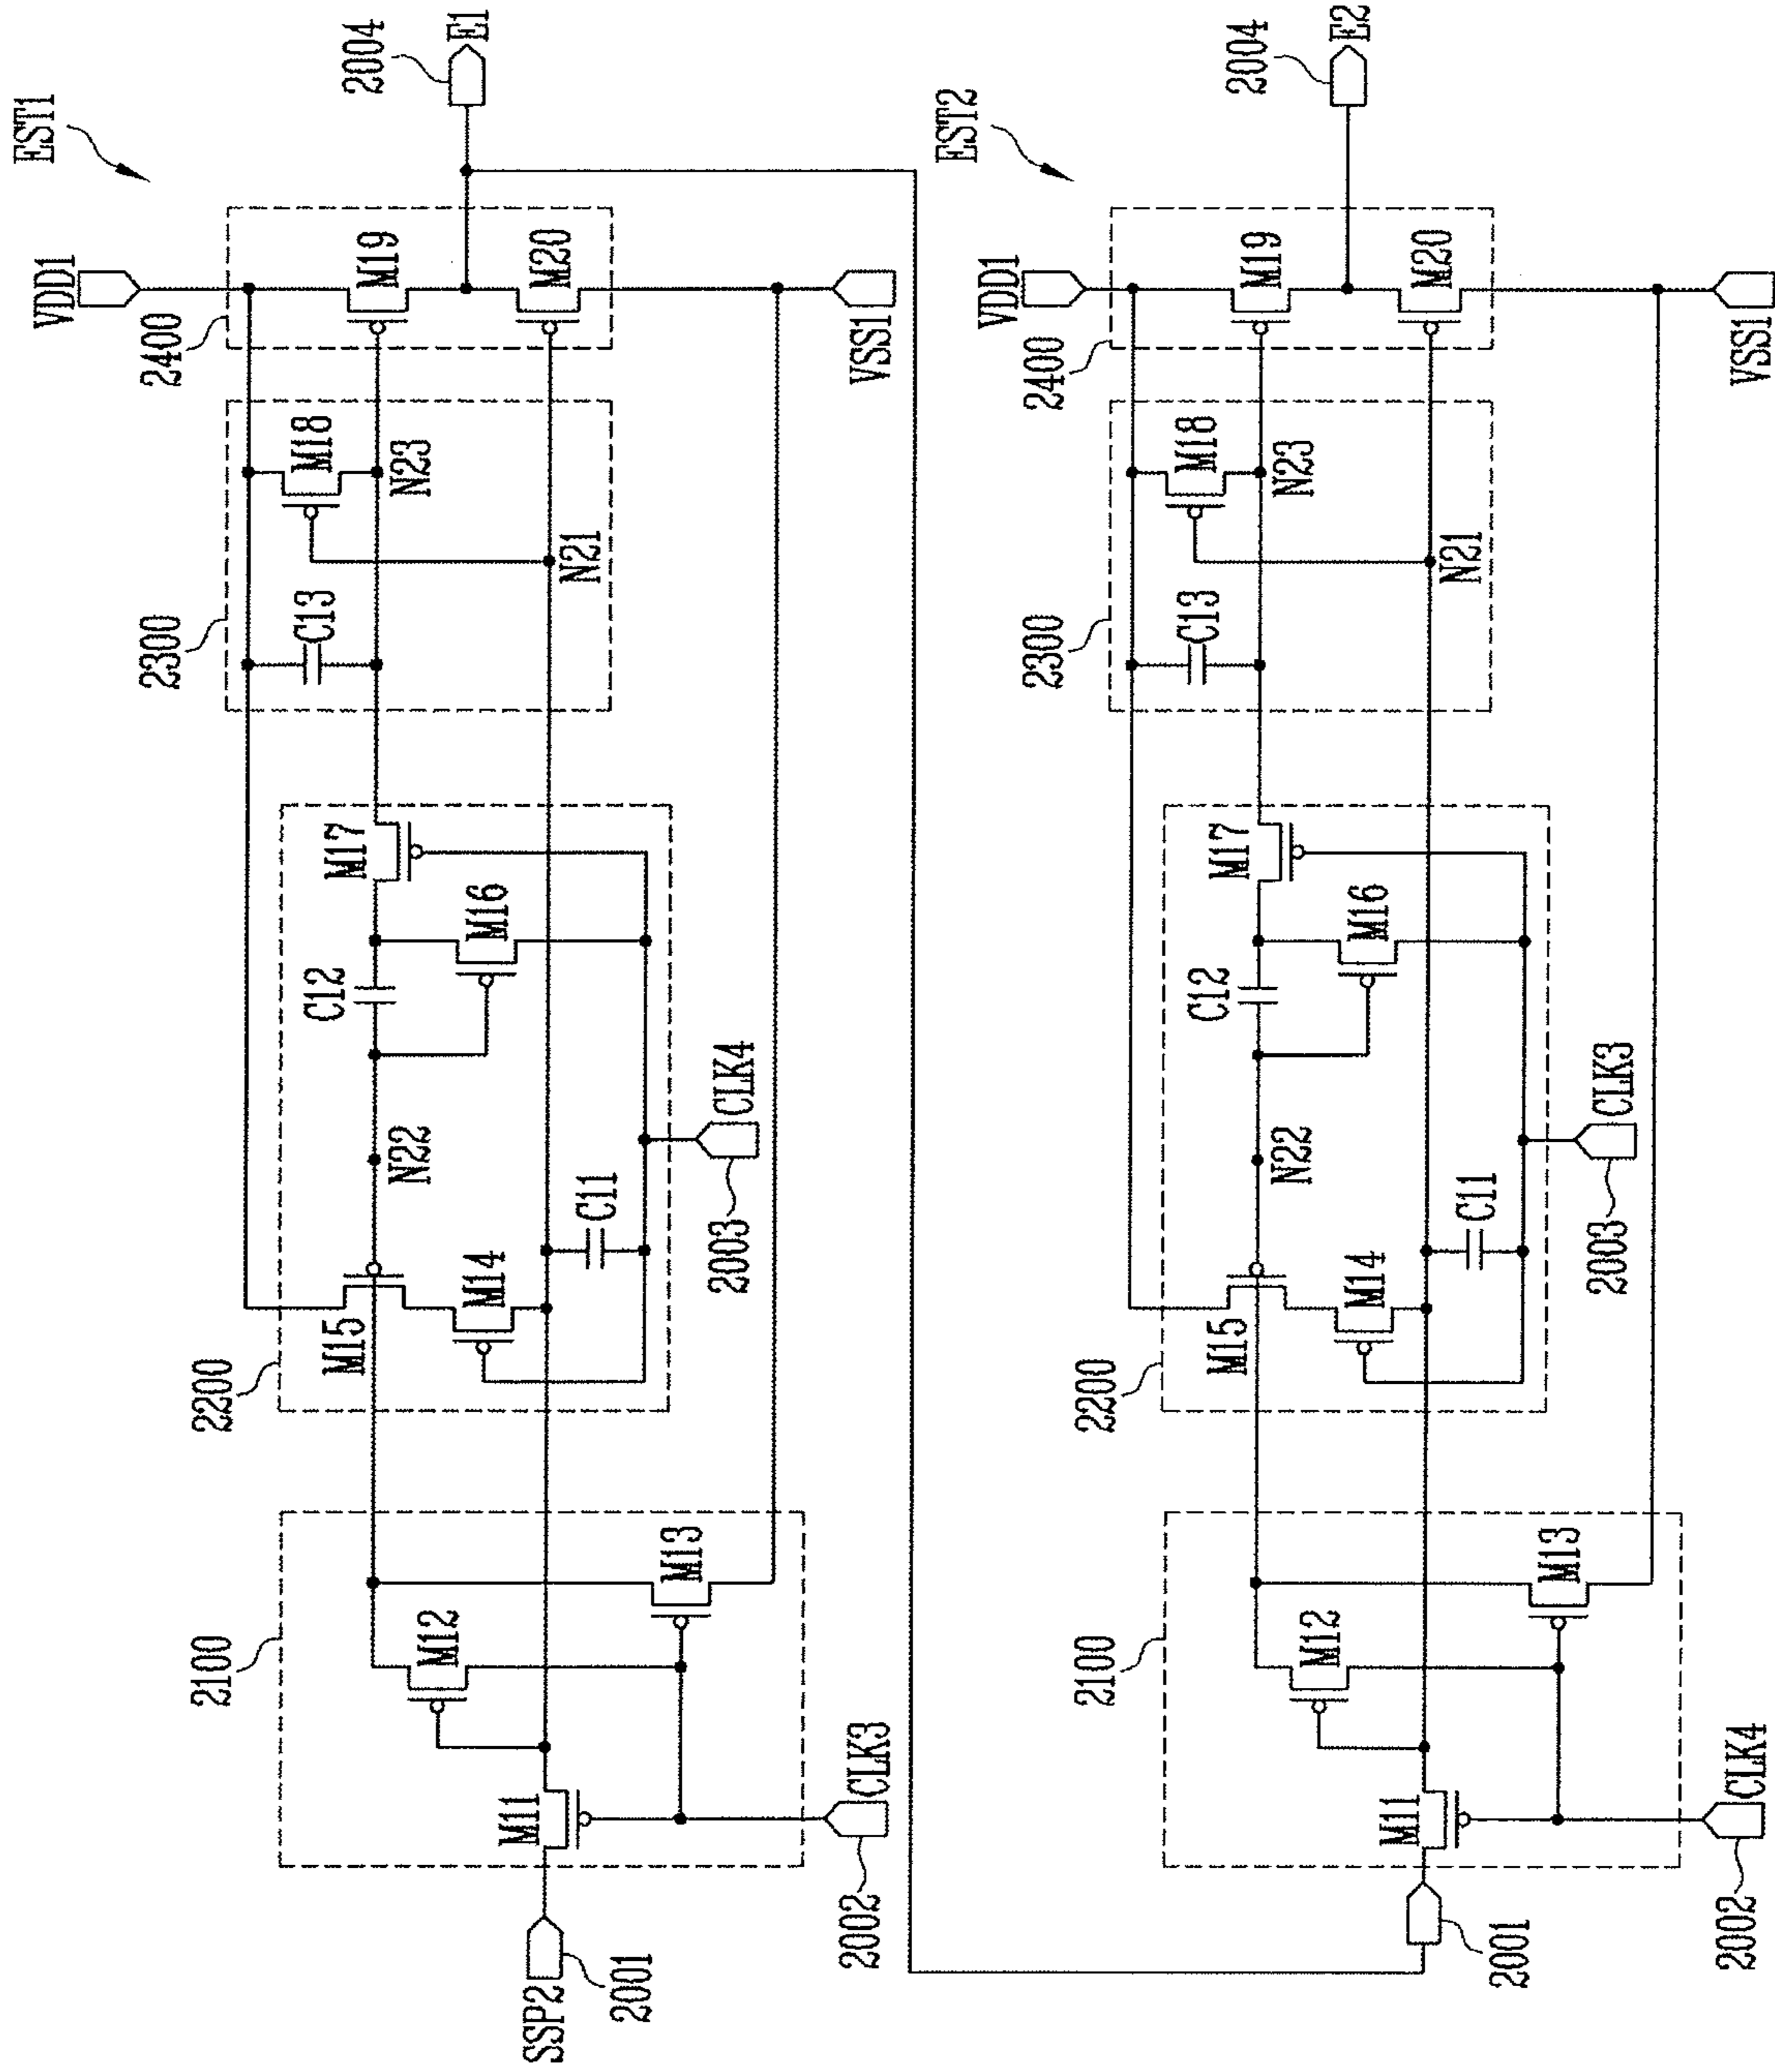 EST1
VDD1
2400
M19
M20
2004
E1
VSS1
2300
C13
M18
N23
N21
2200
M15
M14
N22
C12
M16
M17
C11
CLK4
2003
2100
M12
M13
M11
SSP2
2001
CLK3
2002
EST2
VDD1
2400
M19
M20
2004
E2
VSS1
2300
C13
M18
N23
N21
2200
M15
M14
N22
C12
M16
M17
C11
CLK3
2003
2100
M12
M13
M11
2001
CLK4
2002